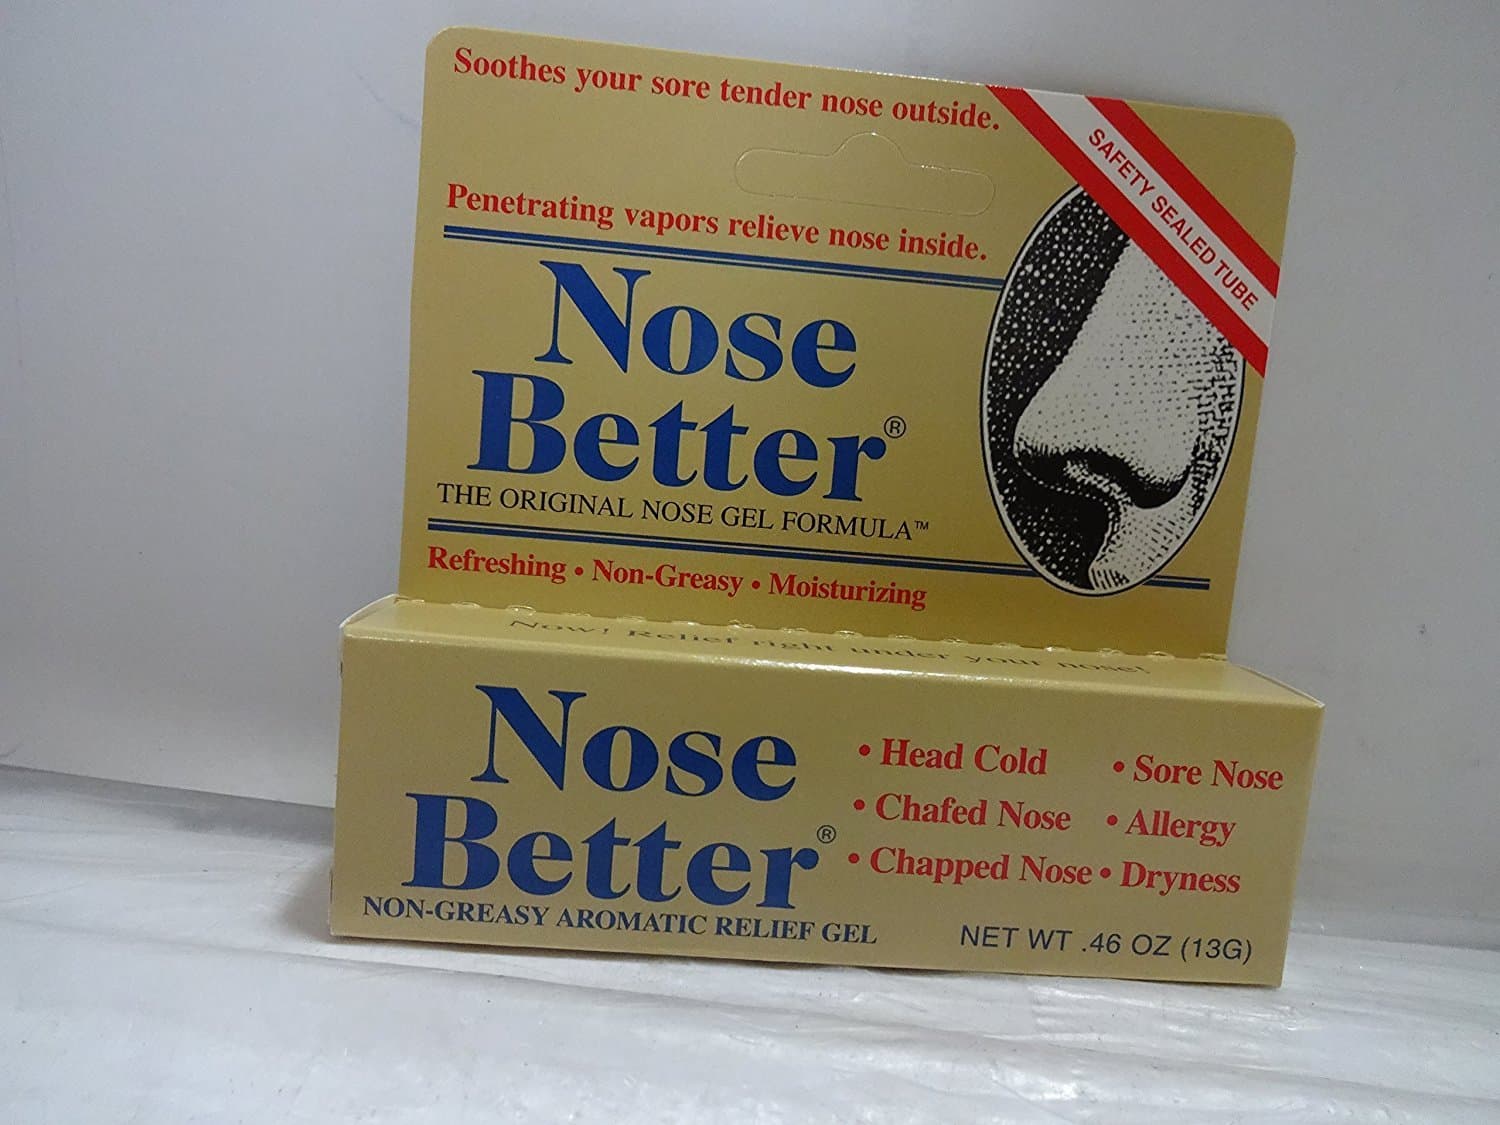 Soothes your sore tender nose outside.
SAFETY SEALED TUBE
Penetrating vapors relieve nose inside.
Nose
Better®
THE ORIGINAL NOSE GEL FORMULA™
Refreshing • Non-Greasy • Moisturizing
Now! Relief right under your nose!
Nose
Better®
NON-GREASY AROMATIC RELIEF GEL
• Head Cold • Sore Nose
• Chafed Nose • Allergy
• Chapped Nose • Dryness
NET WT .46 OZ (13G)